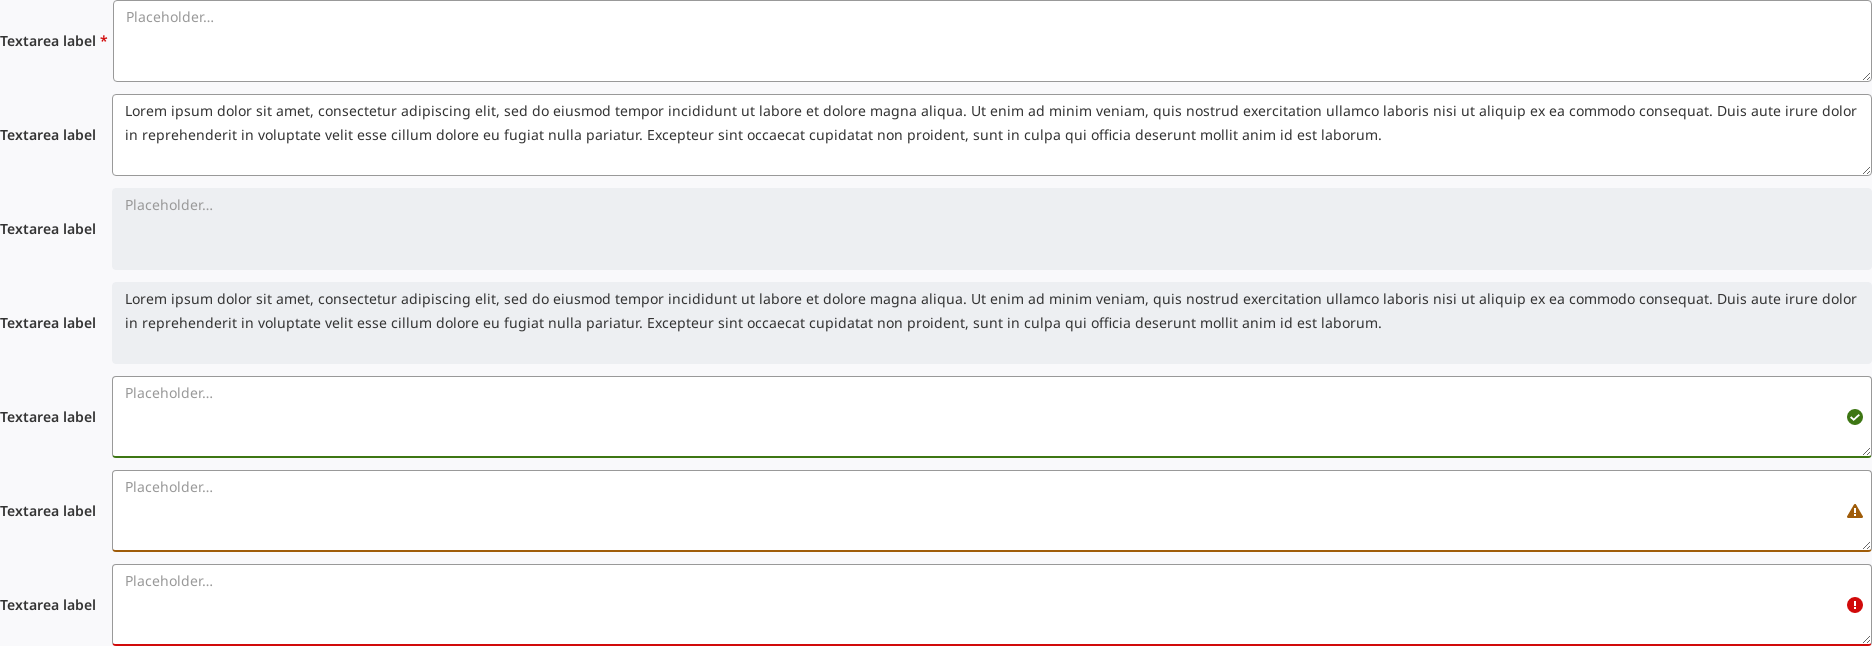 Textarea label *
Placeholder...
Textarea label
Lorem ipsum dolor sit amet, consectetur adipiscing elit, sed do eiusmod tempor incididunt ut labore et dolore magna aliqua. Ut enim ad minim veniam, quis nostrud exercitation ullamco laboris nisi ut aliquip ex ea commodo consequat. Duis aute irure dolor
in reprehenderit in voluptate velit esse cillum dolore eu fugiat nulla pariatur. Excepteur sint occaecat cupidatat non proident, sunt in culpa qui officia deserunt mollit anim id est laborum.
Textarea label
Placeholder...
Textarea label
Lorem ipsum dolor sit amet, consectetur adipiscing elit, sed do eiusmod tempor incididunt ut labore et dolore magna aliqua. Ut enim ad minim veniam, quis nostrud exercitation ullamco laboris nisi ut aliquip ex ea commodo consequat. Duis aute irure dolor
in reprehenderit in voluptate velit esse cillum dolore eu fugiat nulla pariatur. Excepteur sint occaecat cupidatat non proident, sunt in culpa qui officia deserunt mollit anim id est laborum.
Textarea label
Placeholder...
Textarea label
Placeholder...
Textarea label
Placeholder...